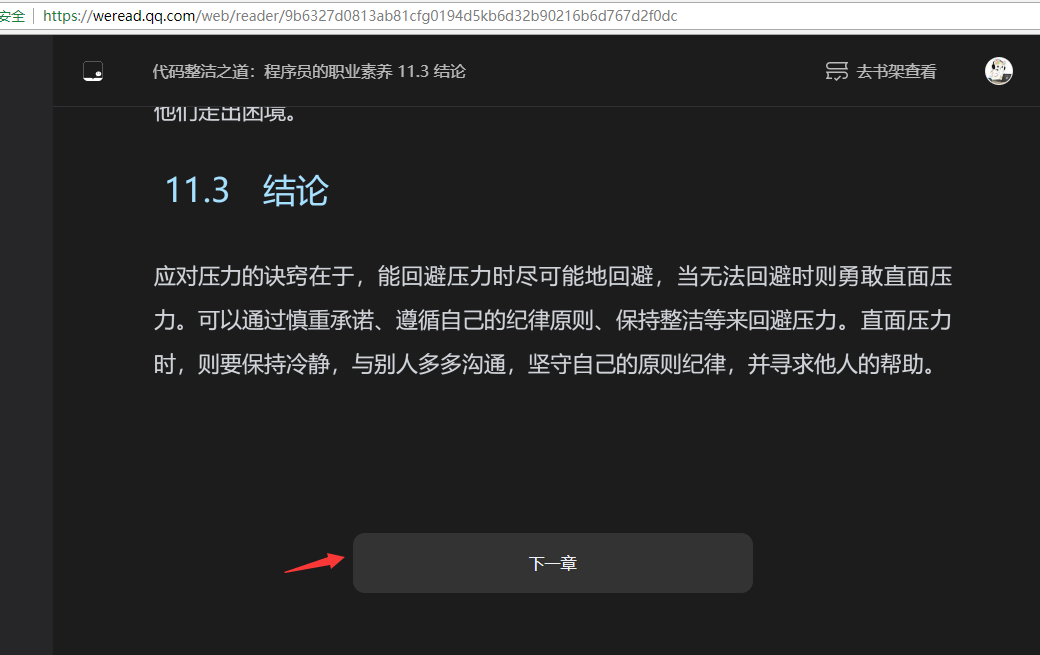 安全 https://weread.qq.com/web/reader/9b6327d0813ab81cfg0194d5kb6d32b90216b6d767d2f0dc
代码整洁之道：程序员的职业素养 11.3 结论 去书架查看
他们走出困境。
11.3 结论
应对压力的诀窍在于，能回避压力时尽可能地回避，当无法回避时则勇敢直面压
力。可以通过慎重承诺、遵循自己的纪律原则、保持整洁等来回避压力。直面压力
时，则要保持冷静，与别人多多沟通，坚守自己的原则纪律，并寻求他人的帮助。
下一章